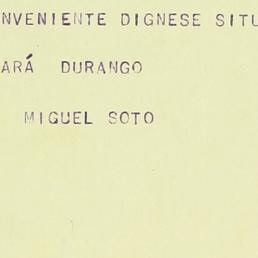 NVENIENTE DIGNESE SITU
ARÁ DURANGO
MIGUEL SOTO